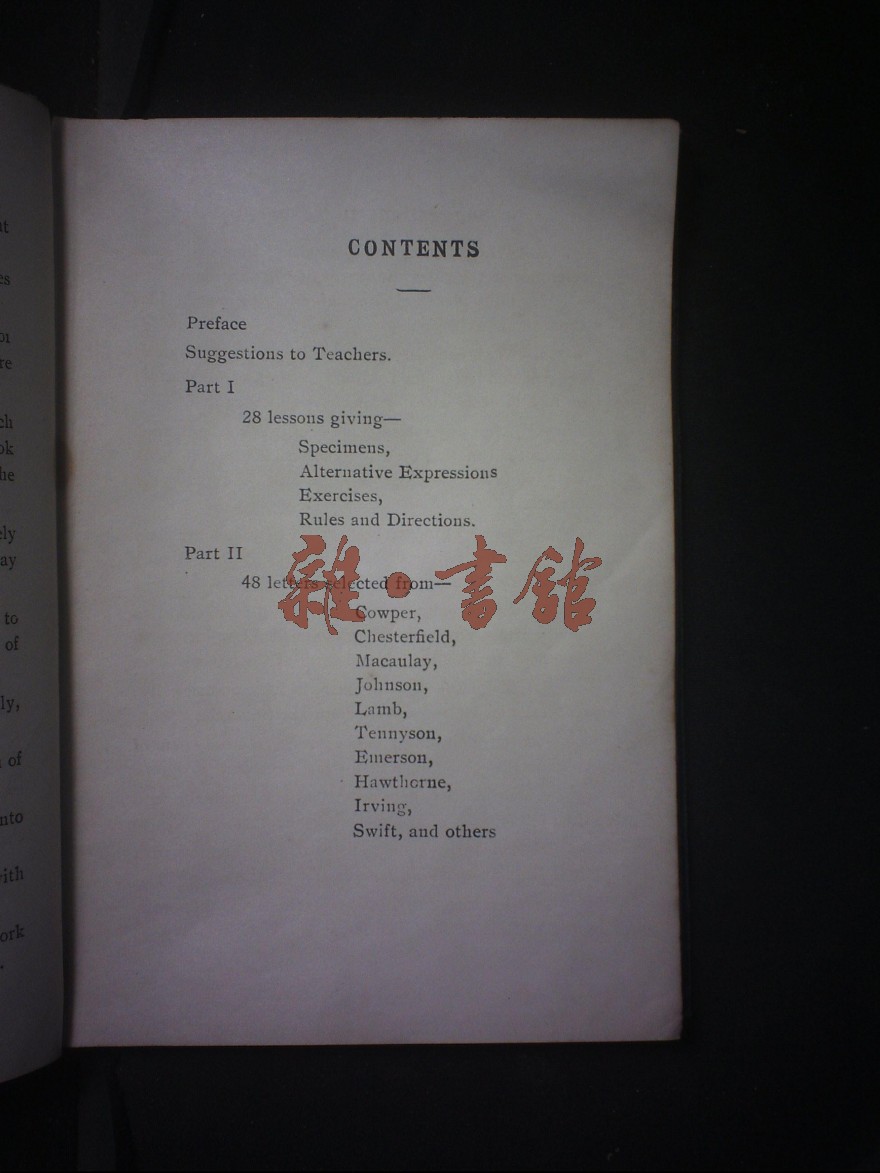 CONTENTS
Preface
Suggestions to Teachers.
Part I
28 lessons giving—
Specimens,
Alternative Expressions
Exercises,
Rules and Directions.
Part II
48 letters selected from—
Cowper,
Chesterfield,
Macaulay,
Johnson,
Lamb,
Tennyson,
Emerson,
Hawthorne,
Irving,
Swift, and others
雜·書館